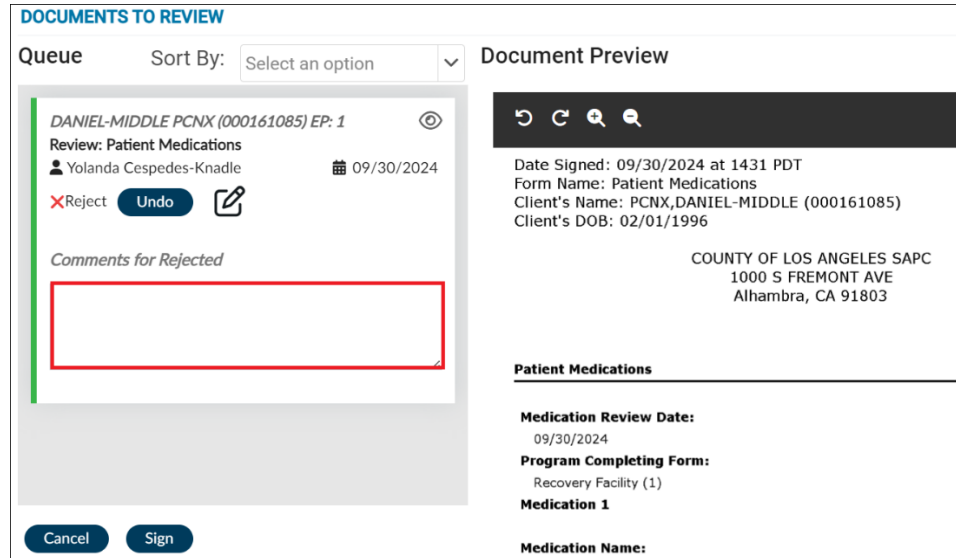 DOCUMENTS TO REVIEW
Queue
Sort By:
Select an option
DANIEL-MIDDLE PCNX (000161085) EP: 1
Review: Patient Medications
Yolanda Cespedes-Knadle
09/30/2024
Reject
Undo
Comments for Rejected
Cancel
Sign
Document Preview
Date Signed: 09/30/2024 at 1431 PDT
Form Name: Patient Medications
Client's Name: PCNX,DANIEL-MIDDLE (000161085)
Client's DOB: 02/01/1996
COUNTY OF LOS ANGELES SAPC
1000 S FREMONT AVE
Alhambra, CA 91803
Patient Medications
Medication Review Date:
09/30/2024
Program Completing Form:
Recovery Facility (1)
Medication 1
Medication Name: